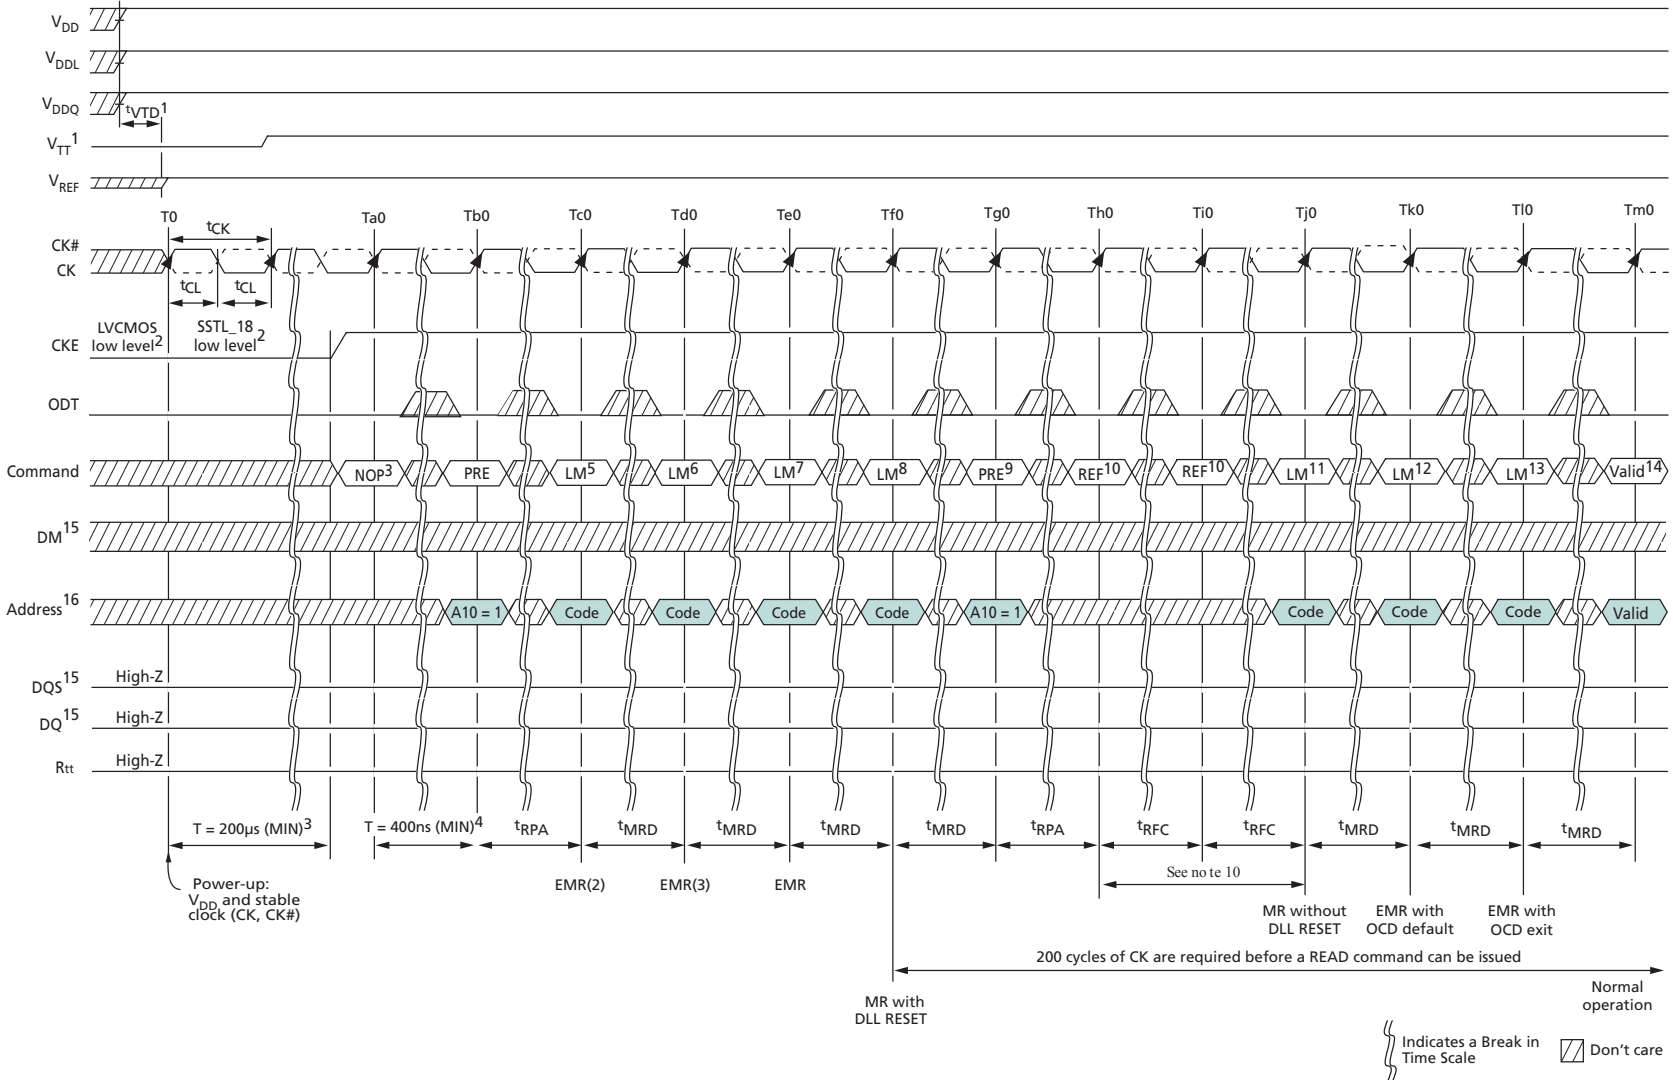 VDD
VDDL
VDDQ
tVTD1
VTT1
VREF
T0 Ta0 Tb0 Tc0 Td0 Te0 Tf0 Tg0 Th0 Ti0 Tj0 Tk0 Tl0 Tm0
tCK
CK#
CK
tCL tCL
LVCMOS
low level2
SSTL_18
low level2
CKE
ODT
Command NOP3 PRE LM5 LM6 LM7 LM8 PRE9 REF10 REF10 LM11 LM12 LM13 Valid14
DM15
Address16 A10 = 1 Code Code Code Code A10 = 1 Code Code Code Valid
DQS15 High-Z
DQ15 High-Z
Rtt High-Z
T = 200µs (MIN)3 T = 400ns (MIN)4 tRPA tMRD tMRD tMRD tMRD tRPA tRFC tRFC tMRD tMRD tMRD
Power-up:
VDD and stable
clock (CK, CK#)
EMR(2) EMR(3) EMR
See no te 10
MR without
DLL RESET
EMR with
OCD default
EMR with
OCD exit
200 cycles of CK are required before a READ command can be issued
MR with
DLL RESET
Normal
operation
Indicates a Break in
Time Scale
Don't care